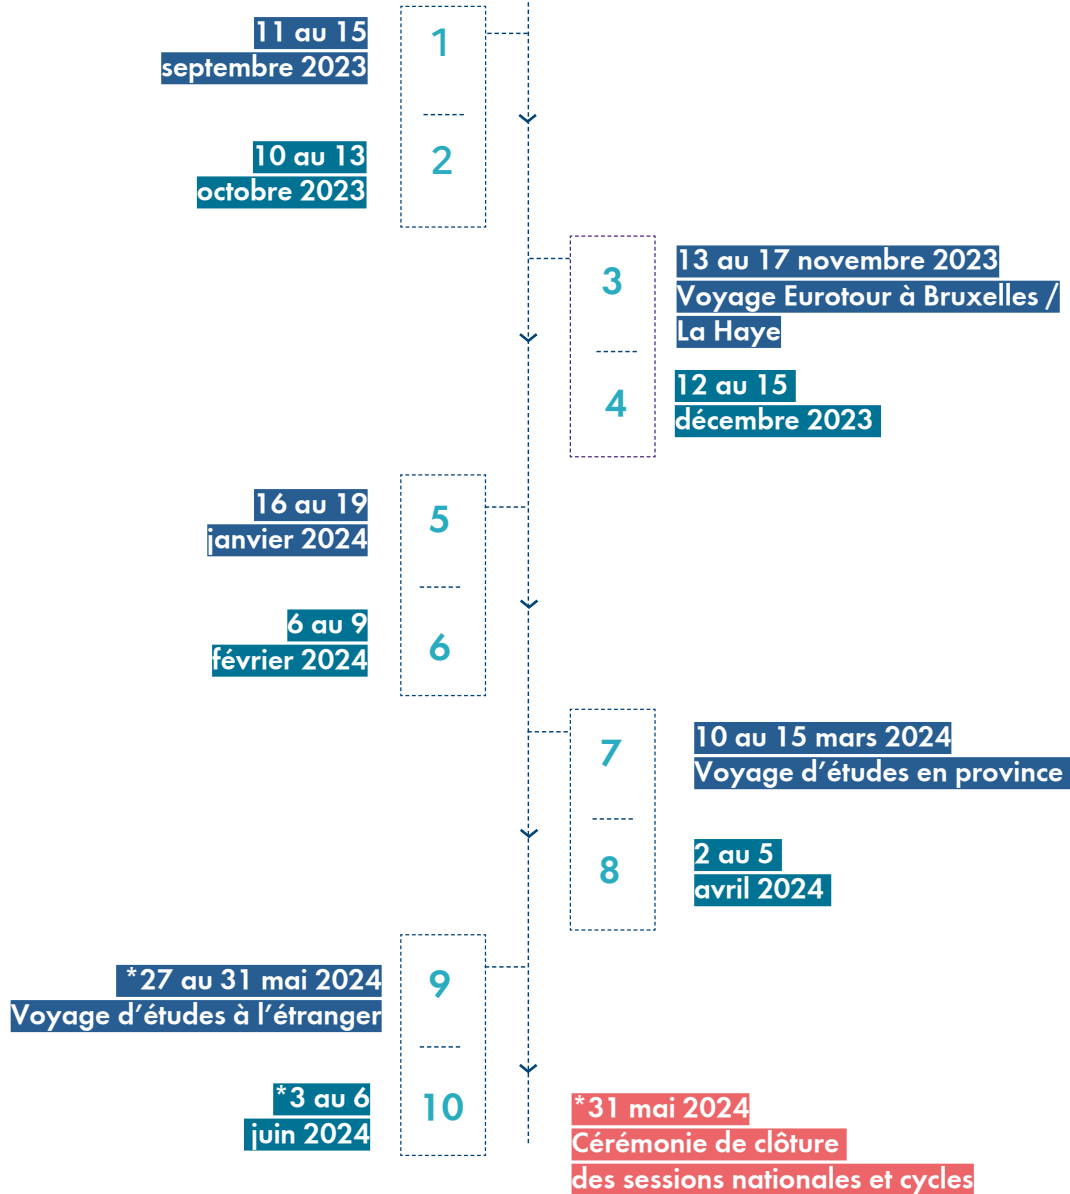 11 au 15
septembre 2023
1
10 au 13
octobre 2023
2
3
13 au 17 novembre 2023
Voyage Eurotour à Bruxelles /
La Haye
4
12 au 15
décembre 2023
16 au 19
janvier 2024
5
6 au 9
février 2024
6
7
10 au 15 mars 2024
Voyage d’études en province
8
2 au 5
avril 2024
*27 au 31 mai 2024
Voyage d’études à l’étranger
9
*3 au 6
juin 2024
10
*31 mai 2024
Cérémonie de clôture
des sessions nationales et cycles